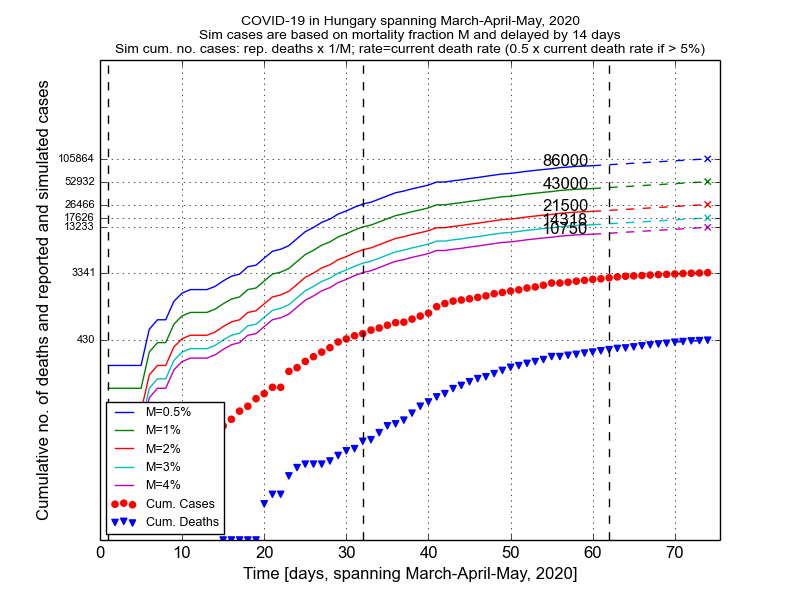 COVID-19 in Hungary spanning March-April-May, 2020
Sim cases are based on mortality fraction M and delayed by 14 days
Sim cum. no. cases: rep. deaths x 1/M; rate=current death rate (0.5 x current death rate if > 5%)
Cumulative no. of deaths and reported and simulated cases
105864
52932
26466
17626
13233
3341
430
86000
43000
21500
14318
10750
M=0.5%
M=1%
M=2%
M=3%
M=4%
Cum. Cases
Cum. Deaths
0 10 20 30 40 50 60 70
Time [days, spanning March-April-May, 2020]